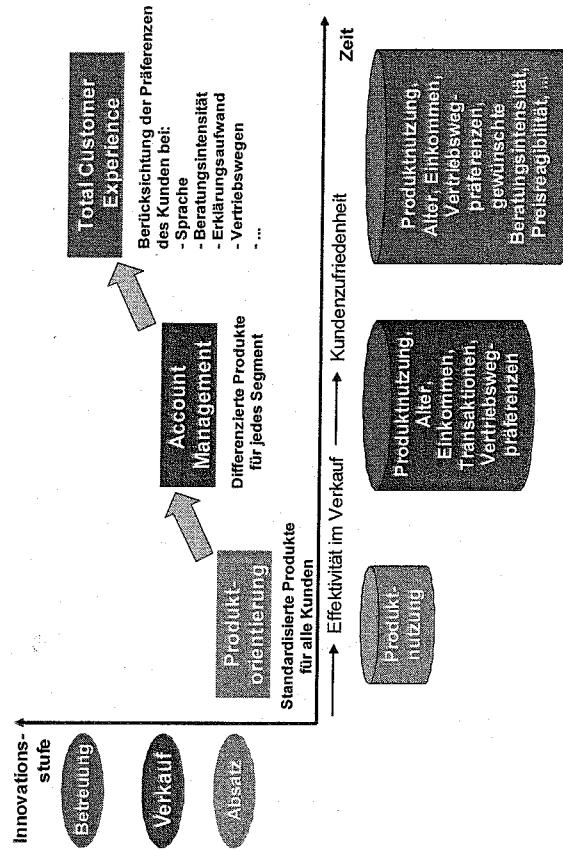 Innovations-
stufe
Betreuung
Verkauf
Absatz
Total Customer
Experience
Berücksichtung der Präferenzen
des Kunden bei:
- Sprache
- Beratungsintensität
- Erklärungsaufwand
- Vertriebswegen
- ...
Account
Management
Differenzierte Produkte
für jedes Segment
Produkt-
orientierung
Standardisierte Produkte
für alle Kunden
Zeit
Effektivität im Verkauf
Kundenzufriedenheit
Produkt-
nutzung
Produktnutzung,
Alter,
Einkommen,
Transaktionen,
Vertriebsweg-
präferenzen
Produktnutzung,
Alter, Einkommen,
Vertriebsweg-
präferenzen,
gewünschte
Beratungsintensität,
Preisreagibilität, ...